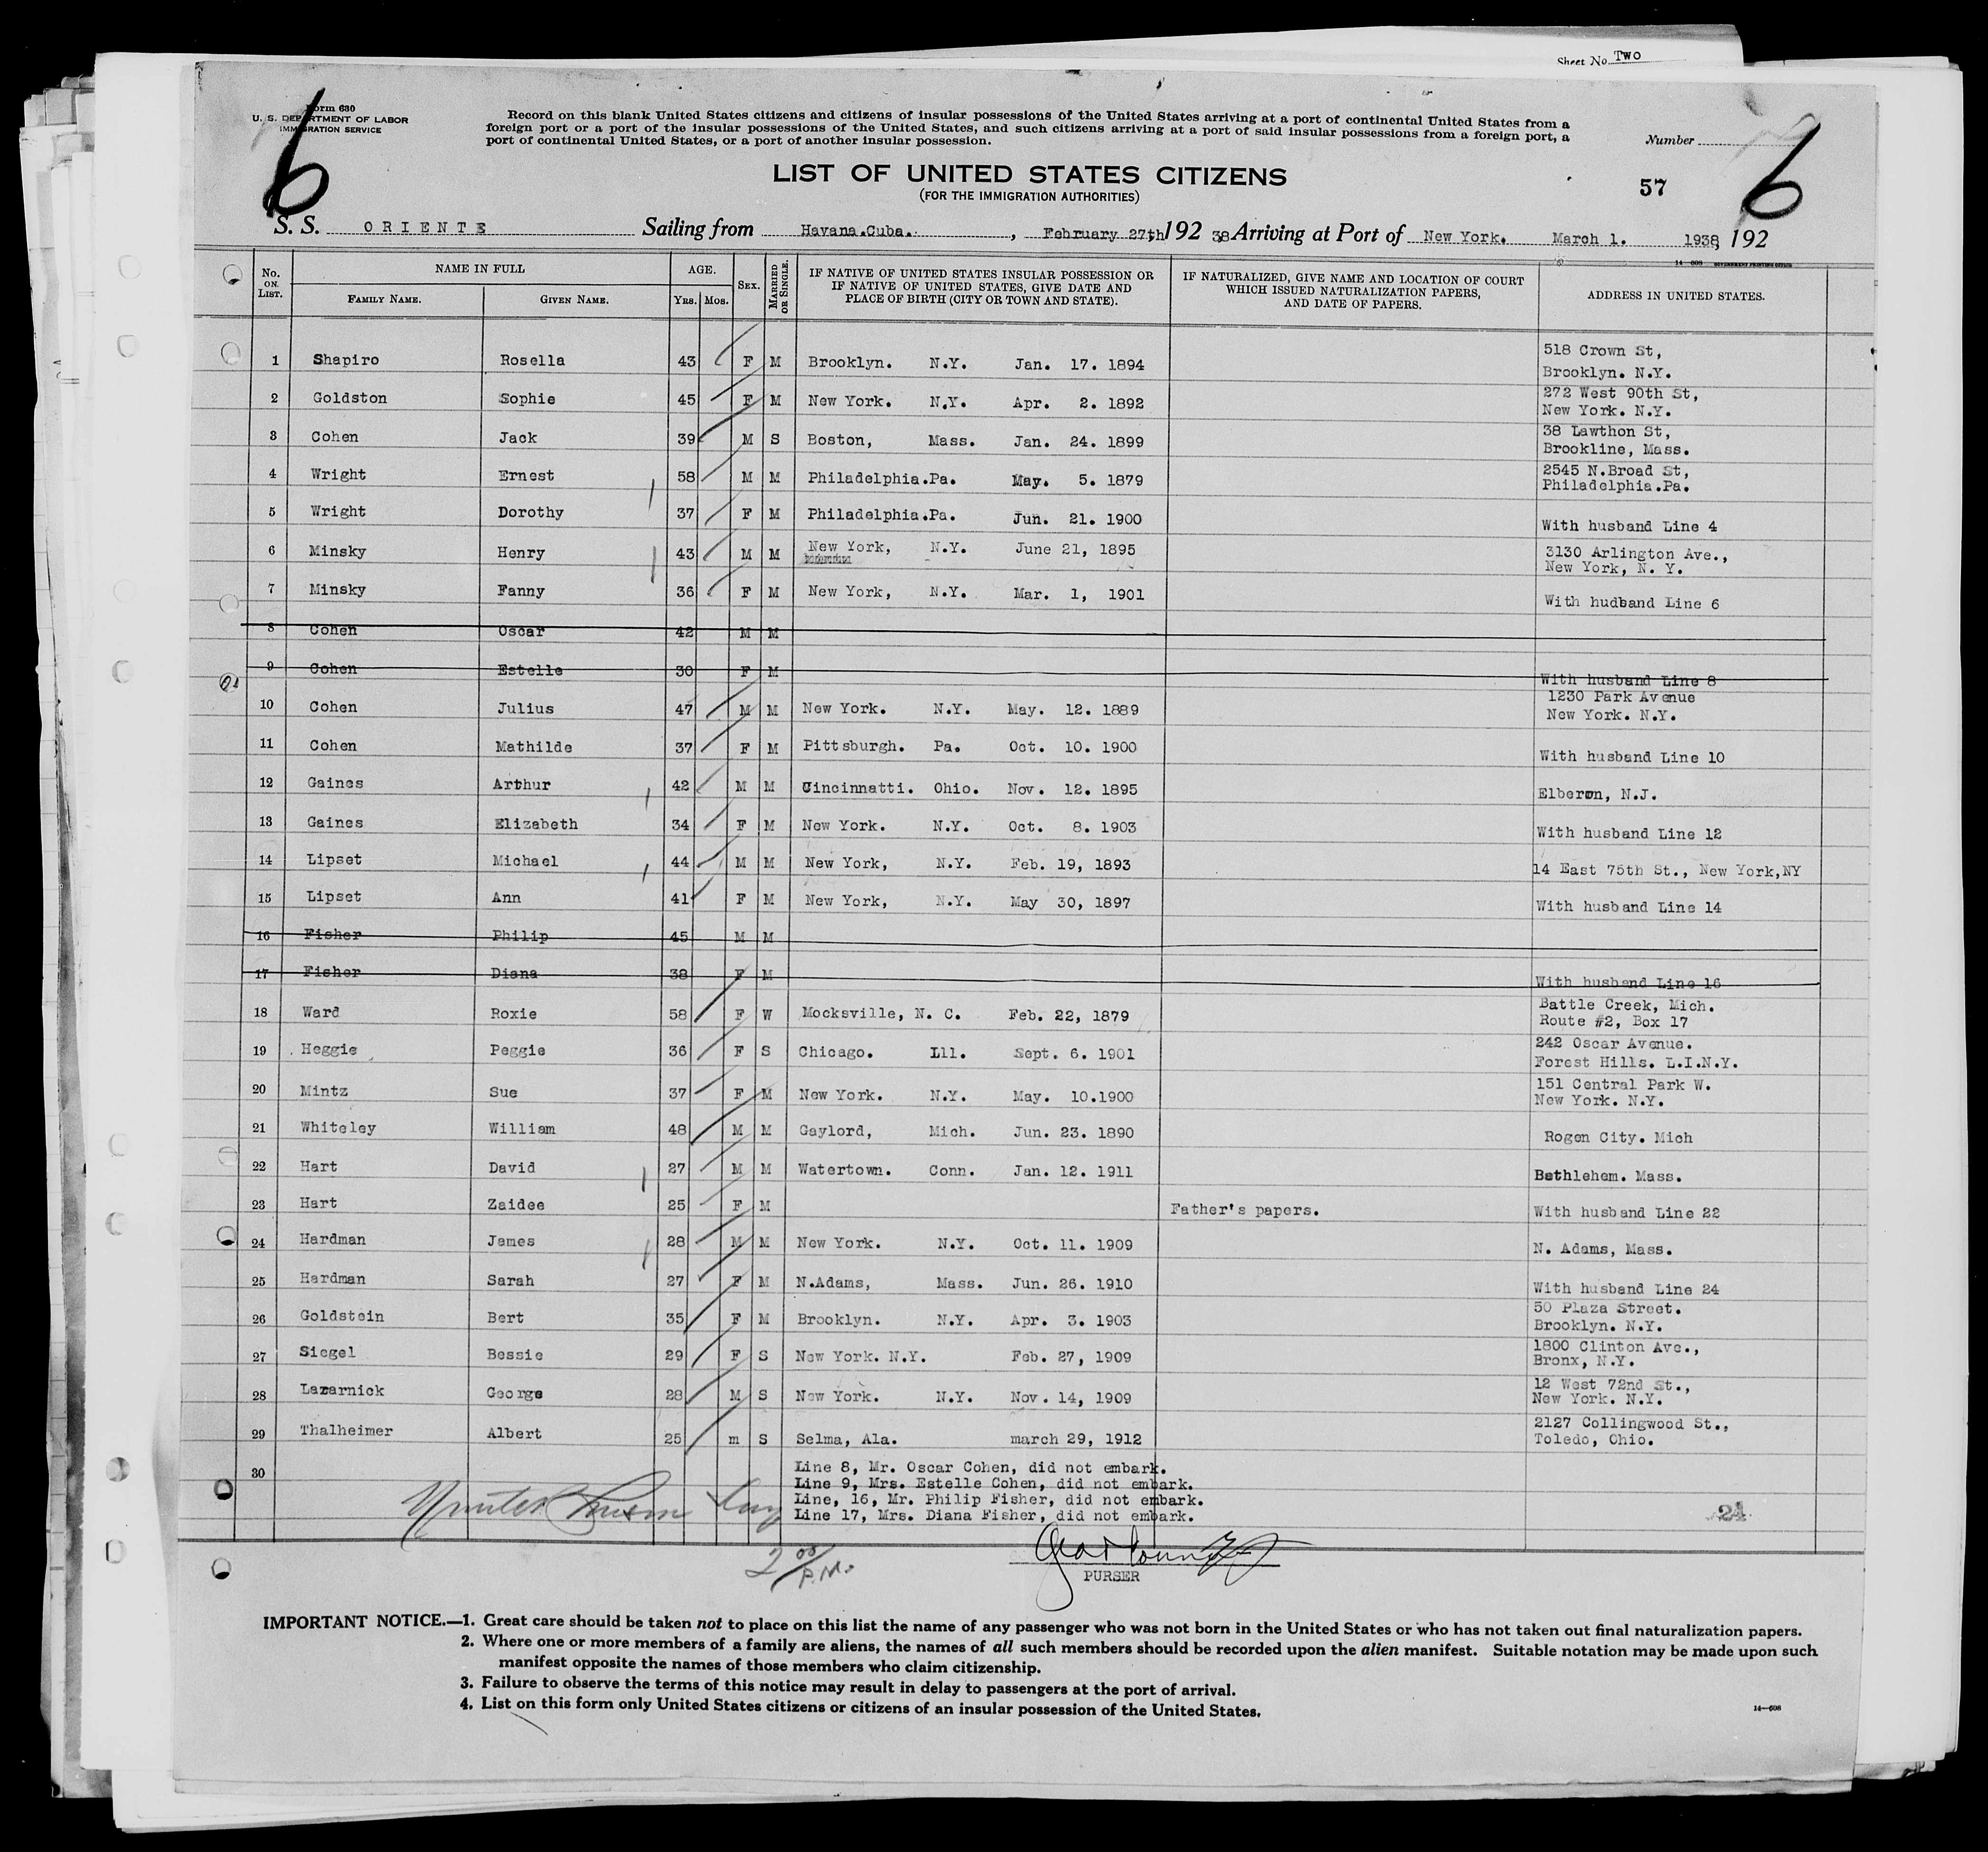 Sheet No. Two
Form 630
U. S. DEPARTMENT OF LABOR
IMMIGRATION SERVICE
6
Record on this blank United States citizens and citizens of insular possessions of the United States arriving at a port of continental United States from a
foreign port or a port of the insular possessions of the United States, and such citizens arriving at a port of said insular possessions from a foreign port, a
port of continental United States, or a port of another insular possession.
Number
6
LIST OF UNITED STATES CITIZENS
(FOR THE IMMIGRATION AUTHORITIES)
57
S. S. ORIENTE Sailing from Havana.Cuba. , February 27th, 192 38 Arriving at Port of New York. March 1. 1938, 192
14-608 GOVERNMENT PRINTING OFFICE
No. ON LIST. NAME IN FULL AGE. SEX. MARRIED OR SINGLE. IF NATIVE OF UNITED STATES INSULAR POSSESSION OR IF NATIVE OF UNITED STATES, GIVE DATE AND PLACE OF BIRTH (CITY OR TOWN AND STATE). IF NATURALIZED, GIVE NAME AND LOCATION OF COURT WHICH ISSUED NATURALIZATION PAPERS, AND DATE OF PAPERS. ADDRESS IN UNITED STATES.
FAMILY NAME. GIVEN NAME. YRS. MOS.
1 Shapiro Rosella 43 F M Brooklyn. N.Y. Jan. 17. 1894 518 Crown St,
Brooklyn. N.Y.
2 Goldston Sophie 45 F M New York. N.Y. Apr. 2. 1892 272 West 90th St,
New York. N.Y.
3 Cohen Jack 39 M S Boston, Mass. Jan. 24. 1899 38 Lawthon St,
Brookline, Mass.
4 Wright Ernest 58 M M Philadelphia.Pa. May. 5. 1879 2545 N.Broad St,
Philadelphia.Pa.
5 Wright Dorothy 37 F M Philadelphia.Pa. Jun. 21. 1900 With husband Line 4
6 Minsky Henry 43 M M New York, N.Y. June 21, 1895 3130 Arlington Ave.,
New York, N. Y.
7 Minsky Fanny 36 F M New York, N.Y. Mar. 1, 1901 With hudband Line 6
8 Cohen Oscar 42 M M
9 Cohen Estelle 30 F M With husband Line 8
10 Cohen Julius 47 M M New York. N.Y. May. 12. 1889 1230 Park Avenue
New York. N.Y.
11 Cohen Mathilde 37 F M Pittsburgh. Pa. Oct. 10. 1900 With husband Line 10
12 Gaines Arthur 42 M M Cincinnatti. Ohio. Nov. 12. 1895 Elberon, N.J.
13 Gaines Elizabeth 34 F M New York. N.Y. Oct. 8. 1903 With husband Line 12
14 Lipset Michael 44 M M New York, N.Y. Feb. 19, 1893 14 East 75th St., New York,NY
15 Lipset Ann 41 F M New York, N.Y. May 30, 1897 With husband Line 14
16 Fisher Philip 45 M M
17 Fisher Diana 38 F M With husband Line 16
18 Ward Roxie 58 F W Mocksville, N. C. Feb. 22, 1879 Battle Creek, Mich.
Route #2, Box 17
19 Heggie Peggie 36 F S Chicago. Ill. Sept. 6. 1901 242 Oscar Avenue.
Forest Hills. L.I.N.Y.
20 Mintz Sue 37 F M New York. N.Y. May. 10.1900 151 Central Park W.
New York. N.Y.
21 Whiteley William 48 M M Gaylord, Mich. Jun. 23. 1890 Rogen City. Mich
22 Hart David 27 M M Watertown. Conn. Jan. 12. 1911 Bethlehem. Mass.
23 Hart Zaidee 25 F M Father's papers. With husband Line 22
24 Hardman James 28 M M New York. N.Y. Oct. 11. 1909 N. Adams, Mass.
25 Hardman Sarah 27 F M N.Adams, Mass. Jun. 26. 1910 With husband Line 24
26 Goldstein Bert 35 F M Brooklyn. N.Y. Apr. 3. 1903 50 Plaza Street.
Brooklyn. N.Y.
27 Siegel Bessie 29 F S New York. N.Y. Feb. 27, 1909 1800 Clinton Ave.,
Bronx, N.Y.
28 Lazarnick George 28 M S New York. N.Y. Nov. 14, 1909 12 West 72nd St.,
New York. N.Y.
29 Thalheimer Albert 25 m S Selma, Ala. march 29, 1912 2127 Collingwood St.,
Toledo, Ohio.
30 Line 8, Mr. Oscar Cohen, did not embark.
Line 9, Mrs. Estelle Cohen, did not embark.
Line, 16, Mr. Philip Fisher, did not embark.
Line 17, Mrs. Diana Fisher, did not embark.
24
2 00 P.M.
PURSER
IMPORTANT NOTICE.—1. Great care should be taken not to place on this list the name of any passenger who was not born in the United States or who has not taken out final naturalization papers.
2. Where one or more members of a family are aliens, the names of all such members should be recorded upon the alien manifest. Suitable notation may be made upon such
manifest opposite the names of those members who claim citizenship.
3. Failure to observe the terms of this notice may result in delay to passengers at the port of arrival.
4. List on this form only United States citizens or citizens of an insular possession of the United States.
14-608